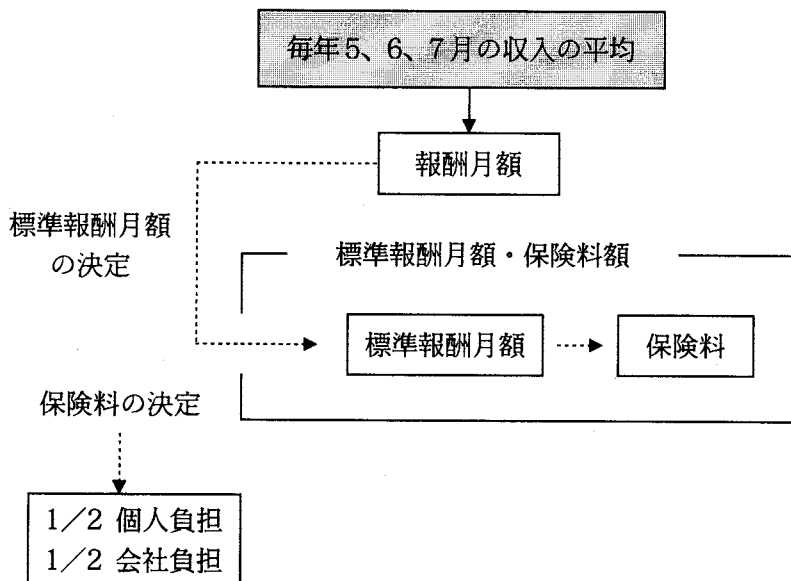 毎年5、6、7月の収入の平均
報酬月額
標準報酬月額
の決定
標準報酬月額・保険料額
標準報酬月額
保険料
保険料の決定
1/2 個人負担
1/2 会社負担